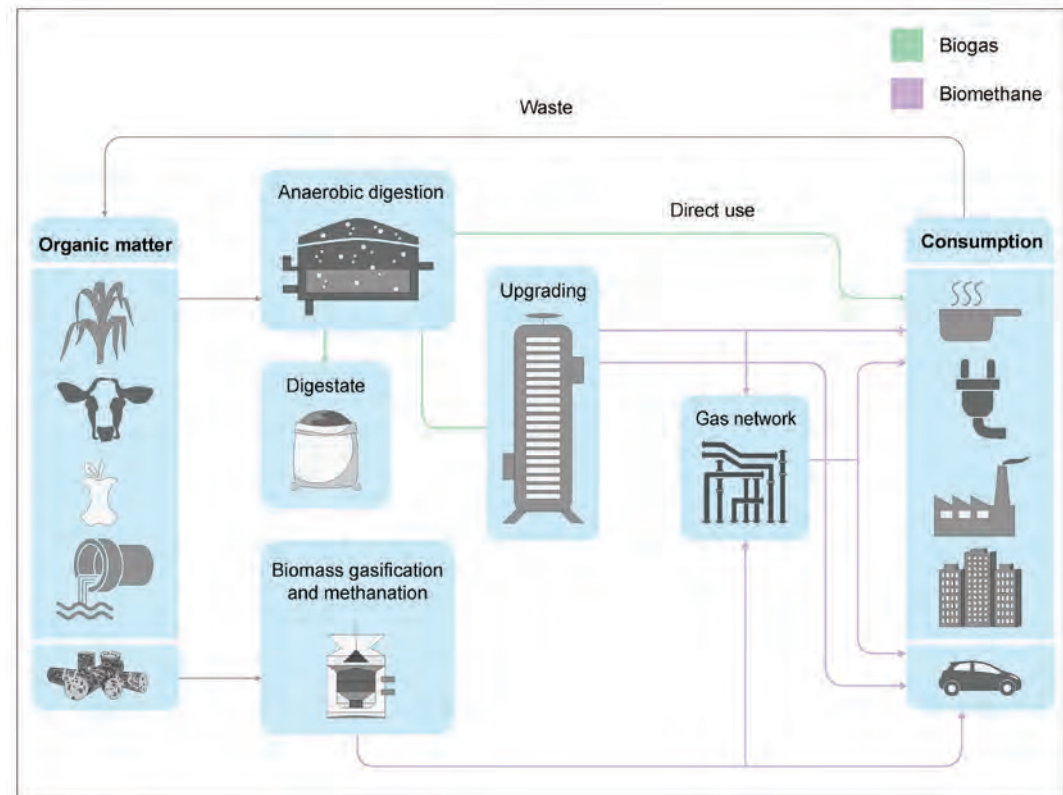 Biogas
Biomethane
Waste
Anaerobic digestion
Direct use
Organic matter
Consumption
Upgrading
Digestate
Gas network
Biomass gasification
and methanation